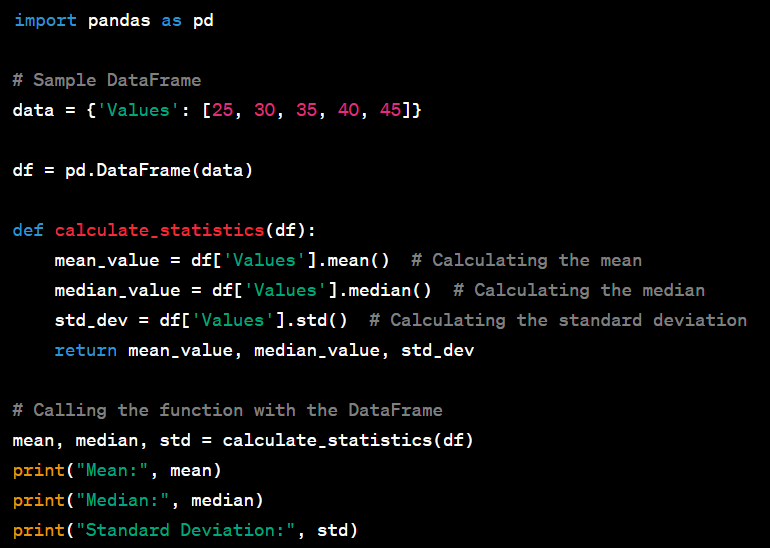 import pandas as pd
# Sample DataFrame
data = {'Values': [25, 30, 35, 40, 45]}
df = pd.DataFrame(data)
def calculate_statistics(df):
    mean_value = df['Values'].mean()  # Calculating the mean
    median_value = df['Values'].median()  # Calculating the median
    std_dev = df['Values'].std()  # Calculating the standard deviation
    return mean_value, median_value, std_dev
# Calling the function with the DataFrame
mean, median, std = calculate_statistics(df)
print("Mean:", mean)
print("Median:", median)
print("Standard Deviation:", std)